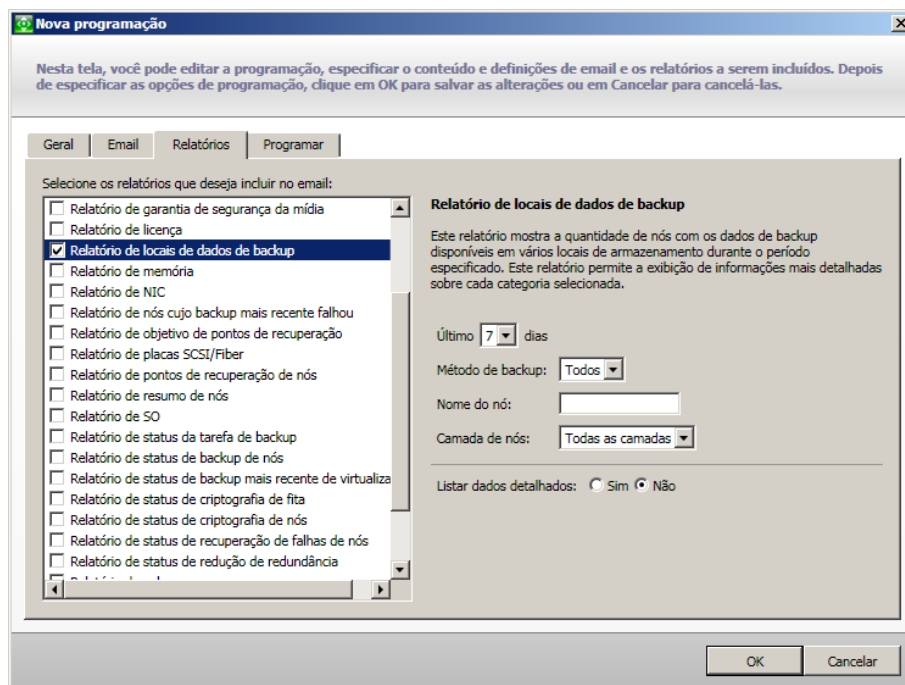 Nova programação
Nesta tela, você pode editar a programação, especificar o conteúdo e definições de email e os relatórios a serem incluídos. Depois
de especificar as opções de programação, clique em OK para salvar as alterações ou em Cancelar para cancelá-las.
Geral Email Relatórios Programar
Selecione os relatórios que deseja incluir no email:
Relatório de garantia de segurança da mídia
Relatório de licença
Relatório de locais de dados de backup
Relatório de memória
Relatório de NIC
Relatório de nós cujo backup mais recente falhou
Relatório de objetivo de pontos de recuperação
Relatório de placas SCSI/Fiber
Relatório de pontos de recuperação de nós
Relatório de resumo de nós
Relatório de SO
Relatório de status da tarefa de backup
Relatório de status de backup de nós
Relatório de status de backup mais recente de virtualiza
Relatório de status de criptografia de fita
Relatório de status de criptografia de nós
Relatório de status de recuperação de falhas de nós
Relatório de status de redução de redundância
Relatório de locais de dados de backup
Este relatório mostra a quantidade de nós com os dados de backup
disponíveis em vários locais de armazenamento durante o período
especificado. Este relatório permite a exibição de informações mais detalhadas
sobre cada categoria selecionada.
Último 7 dias
Método de backup: Todos
Nome do nó:
Camada de nós: Todas as camadas
Listar dados detalhados: Sim Não
OK Cancelar